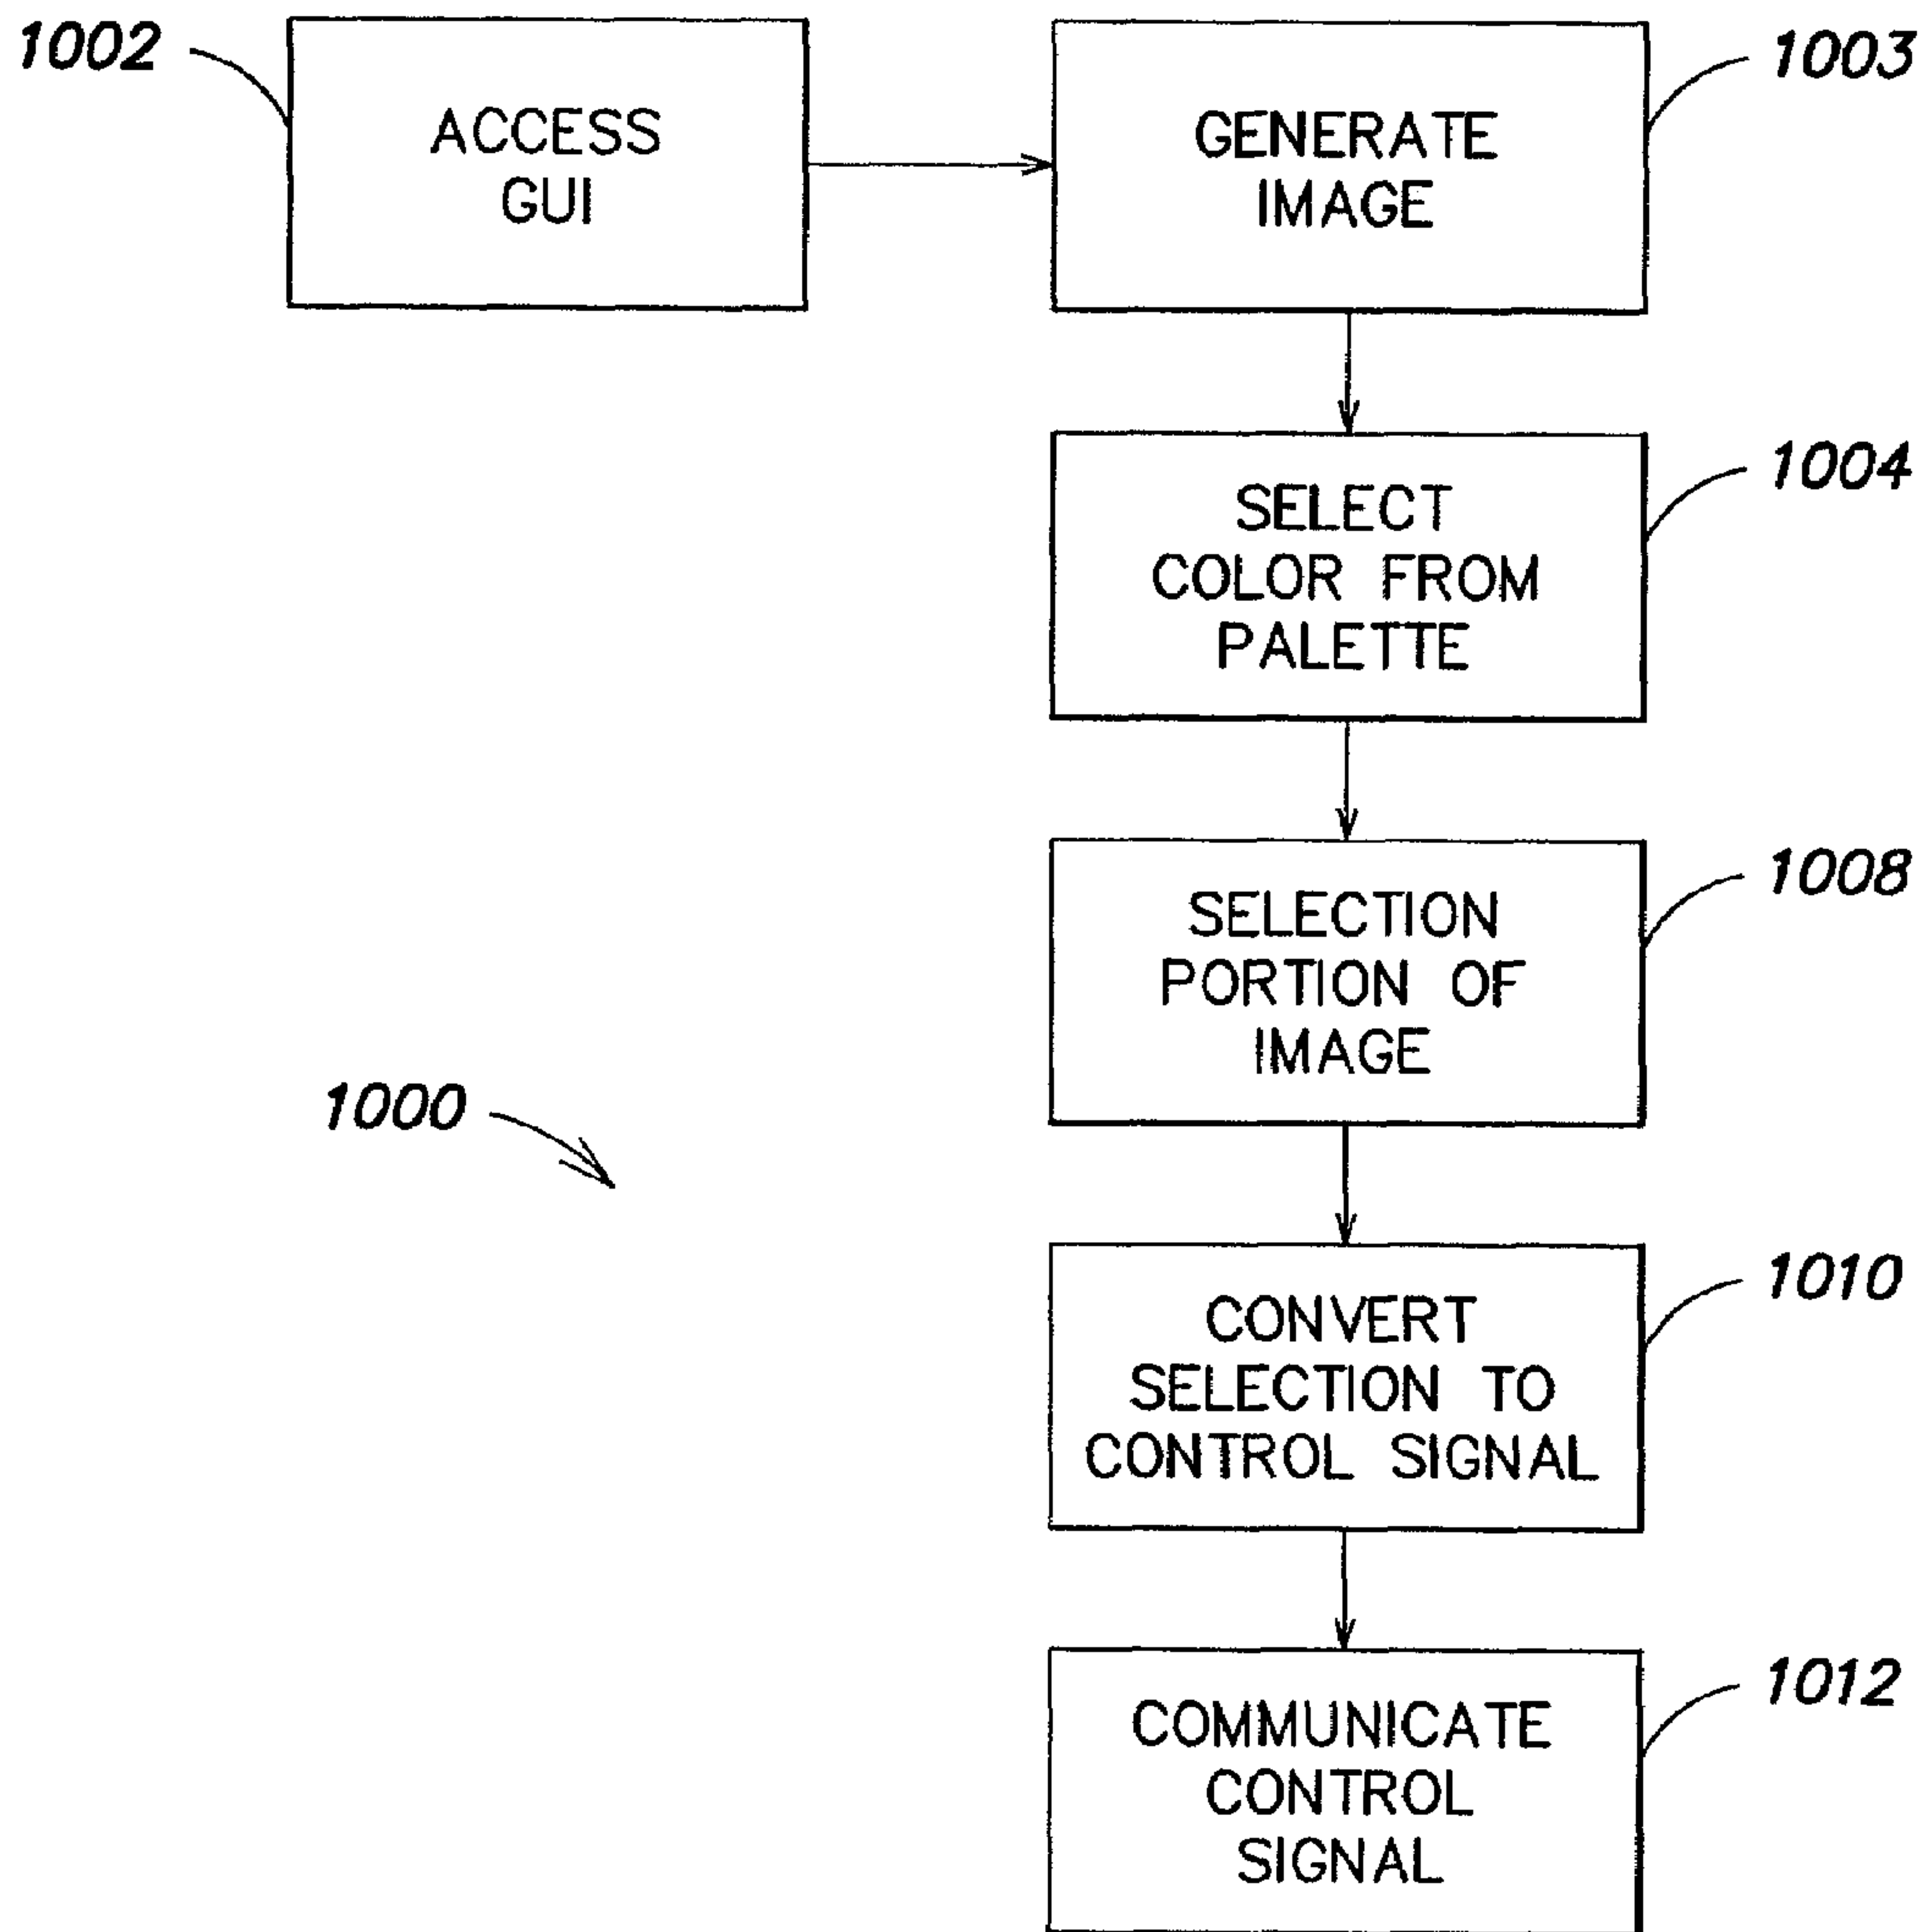 1002
ACCESS
GUI
1003
GENERATE
IMAGE
1004
SELECT
COLOR FROM
PALETTE
1008
SELECTION
PORTION OF
IMAGE
1000
1010
CONVERT
SELECTION TO
CONTROL SIGNAL
1012
COMMUNICATE
CONTROL
SIGNAL